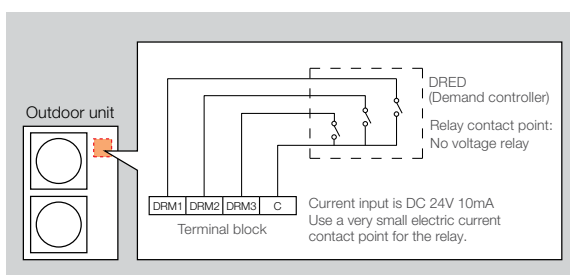 Outdoor unit
DRED
(Demand controller)
Relay contact point:
No voltage relay
DRM1 DRM2 DRM3 C
Terminal block
Current input is DC 24V 10mA
Use a very small electric current
contact point for the relay.